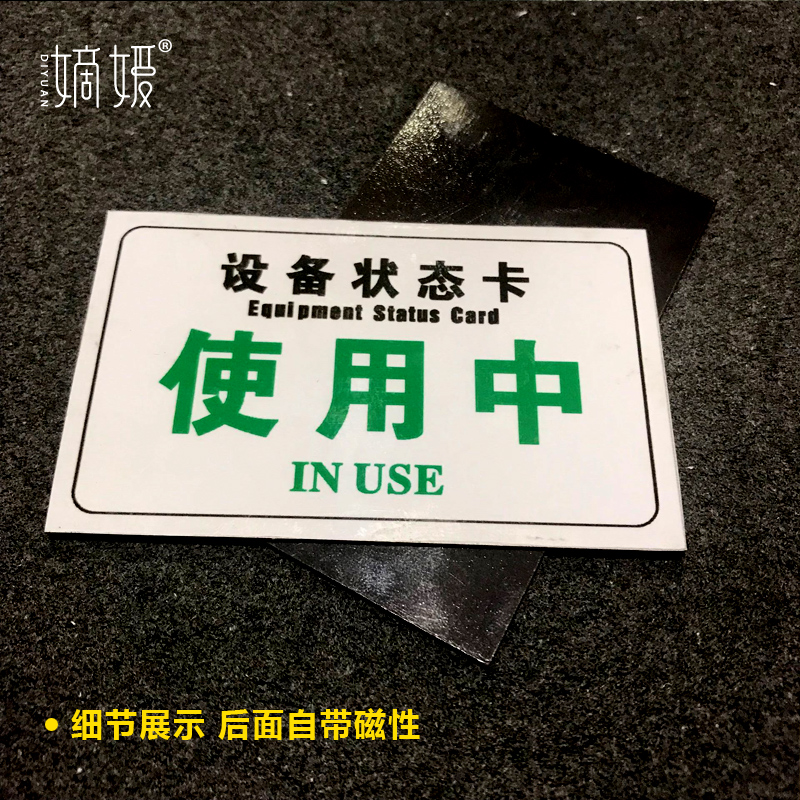 嫡媛®
DIYUAN
设备状态卡
Equipment Status Card
使用中
IN USE
细节展示 后面自带磁性